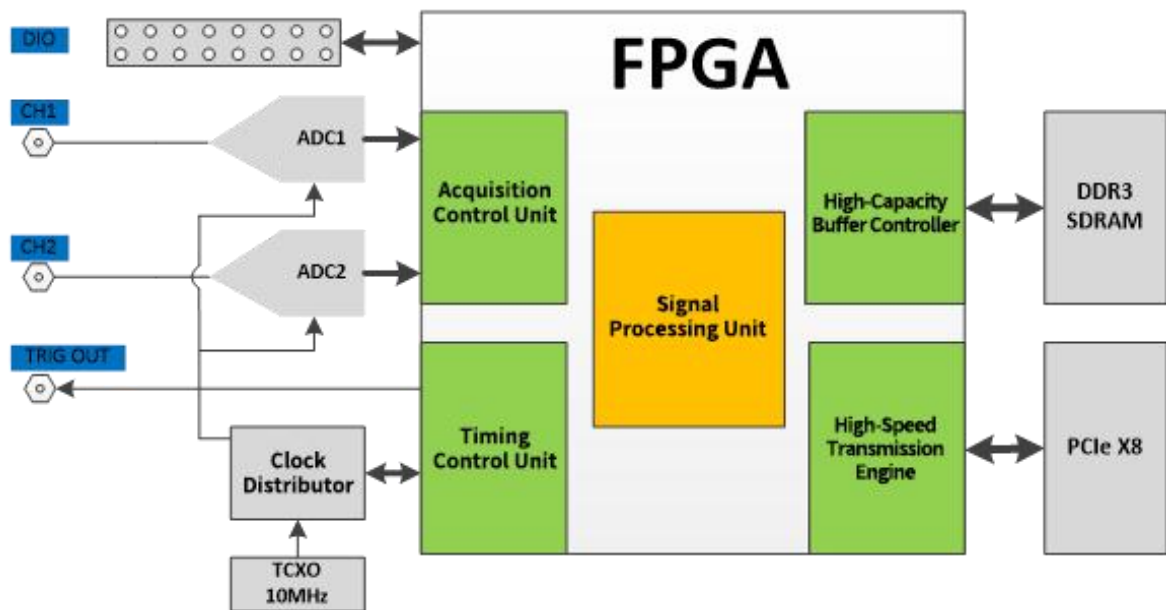 DIO
FPGA
CH1
ADC1
Acquisition
Control Unit
High-Capacity
Buffer Controller
DDR3
SDRAM
CH2
ADC2
Signal
Processing Unit
TRIG OUT
Timing
Control Unit
High-Speed
Transmission
Engine
PCIe X8
Clock
Distributor
TCXO
10MHz